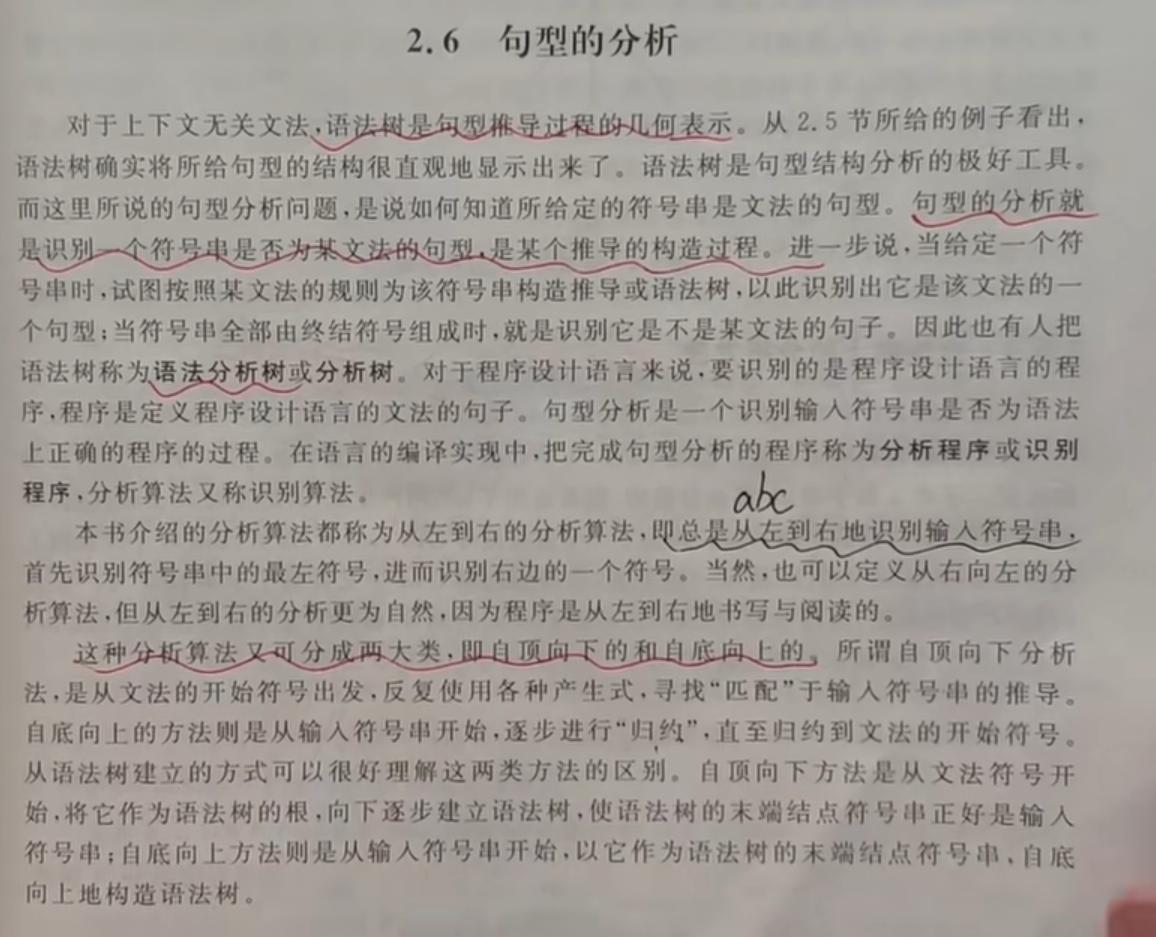 2.6 句型的分析
对于上下文无关文法,语法树是句型推导过程的几何表示。从 2.5 节所给的例子看出,
语法树确实将所给句型的结构很直观地显示出来了。语法树是句型结构分析的极好工具。
而这里所说的句型分析问题,是说如何知道所给定的符号串是文法的句型。句型的分析就
是识别一个符号串是否为某文法的句型,是某个推导的构造过程。进一步说,当给定一个符
号串时,试图按照某文法的规则为该符号串构造推导或语法树,以此识别出它是该文法的一
个句型;当符号串全部由终结符号组成时,就是识别它是不是某文法的句子。因此也有人把
语法树称为语法分析树或分析树。对于程序设计语言来说,要识别的是程序设计语言的程
序,程序是定义程序设计语言的文法的句子。句型分析是一个识别输入符号串是否为语法
上正确的程序的过程。在语言的编译实现中,把完成句型分析的程序称为分析程序或识别
程序,分析算法又称识别算法。
abc
本书介绍的分析算法都称为从左到右的分析算法,即总是从左到右地识别输入符号串,
首先识别符号串中的最左符号,进而识别右边的一个符号。当然,也可以定义从右向左的分
析算法,但从左到右的分析更为自然,因为程序是从左到右地书写与阅读的。
这种分析算法又可分成两大类,即自顶向下的和自底向上的。所谓自顶向下分析
法,是从文法的开始符号出发,反复使用各种产生式,寻找“匹配”于输入符号串的推导。
自底向上的方法则是从输入符号串开始,逐步进行“归约”,直至归约到文法的开始符号。
从语法树建立的方式可以很好理解这两类方法的区别。自顶向下方法是从文法符号开
始,将它作为语法树的根,向下逐步建立语法树,使语法树的末端结点符号串正好是输入
符号串;自底向上方法则是从输入符号串开始,以它作为语法树的末端结点符号串、自底
向上地构造语法树。